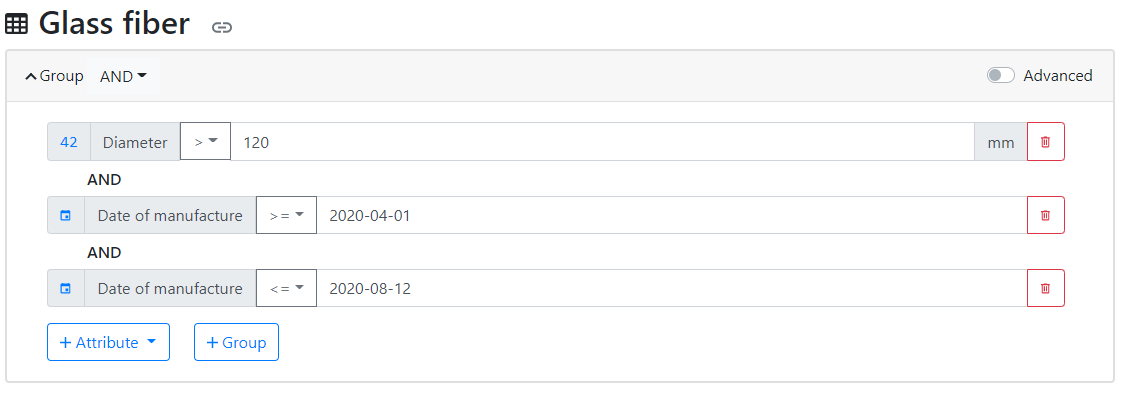 Glass fiber
Group AND Advanced
42 Diameter > 120 mm
AND
Date of manufacture >= 2020-04-01
AND
Date of manufacture <= 2020-08-12
+ Attribute + Group